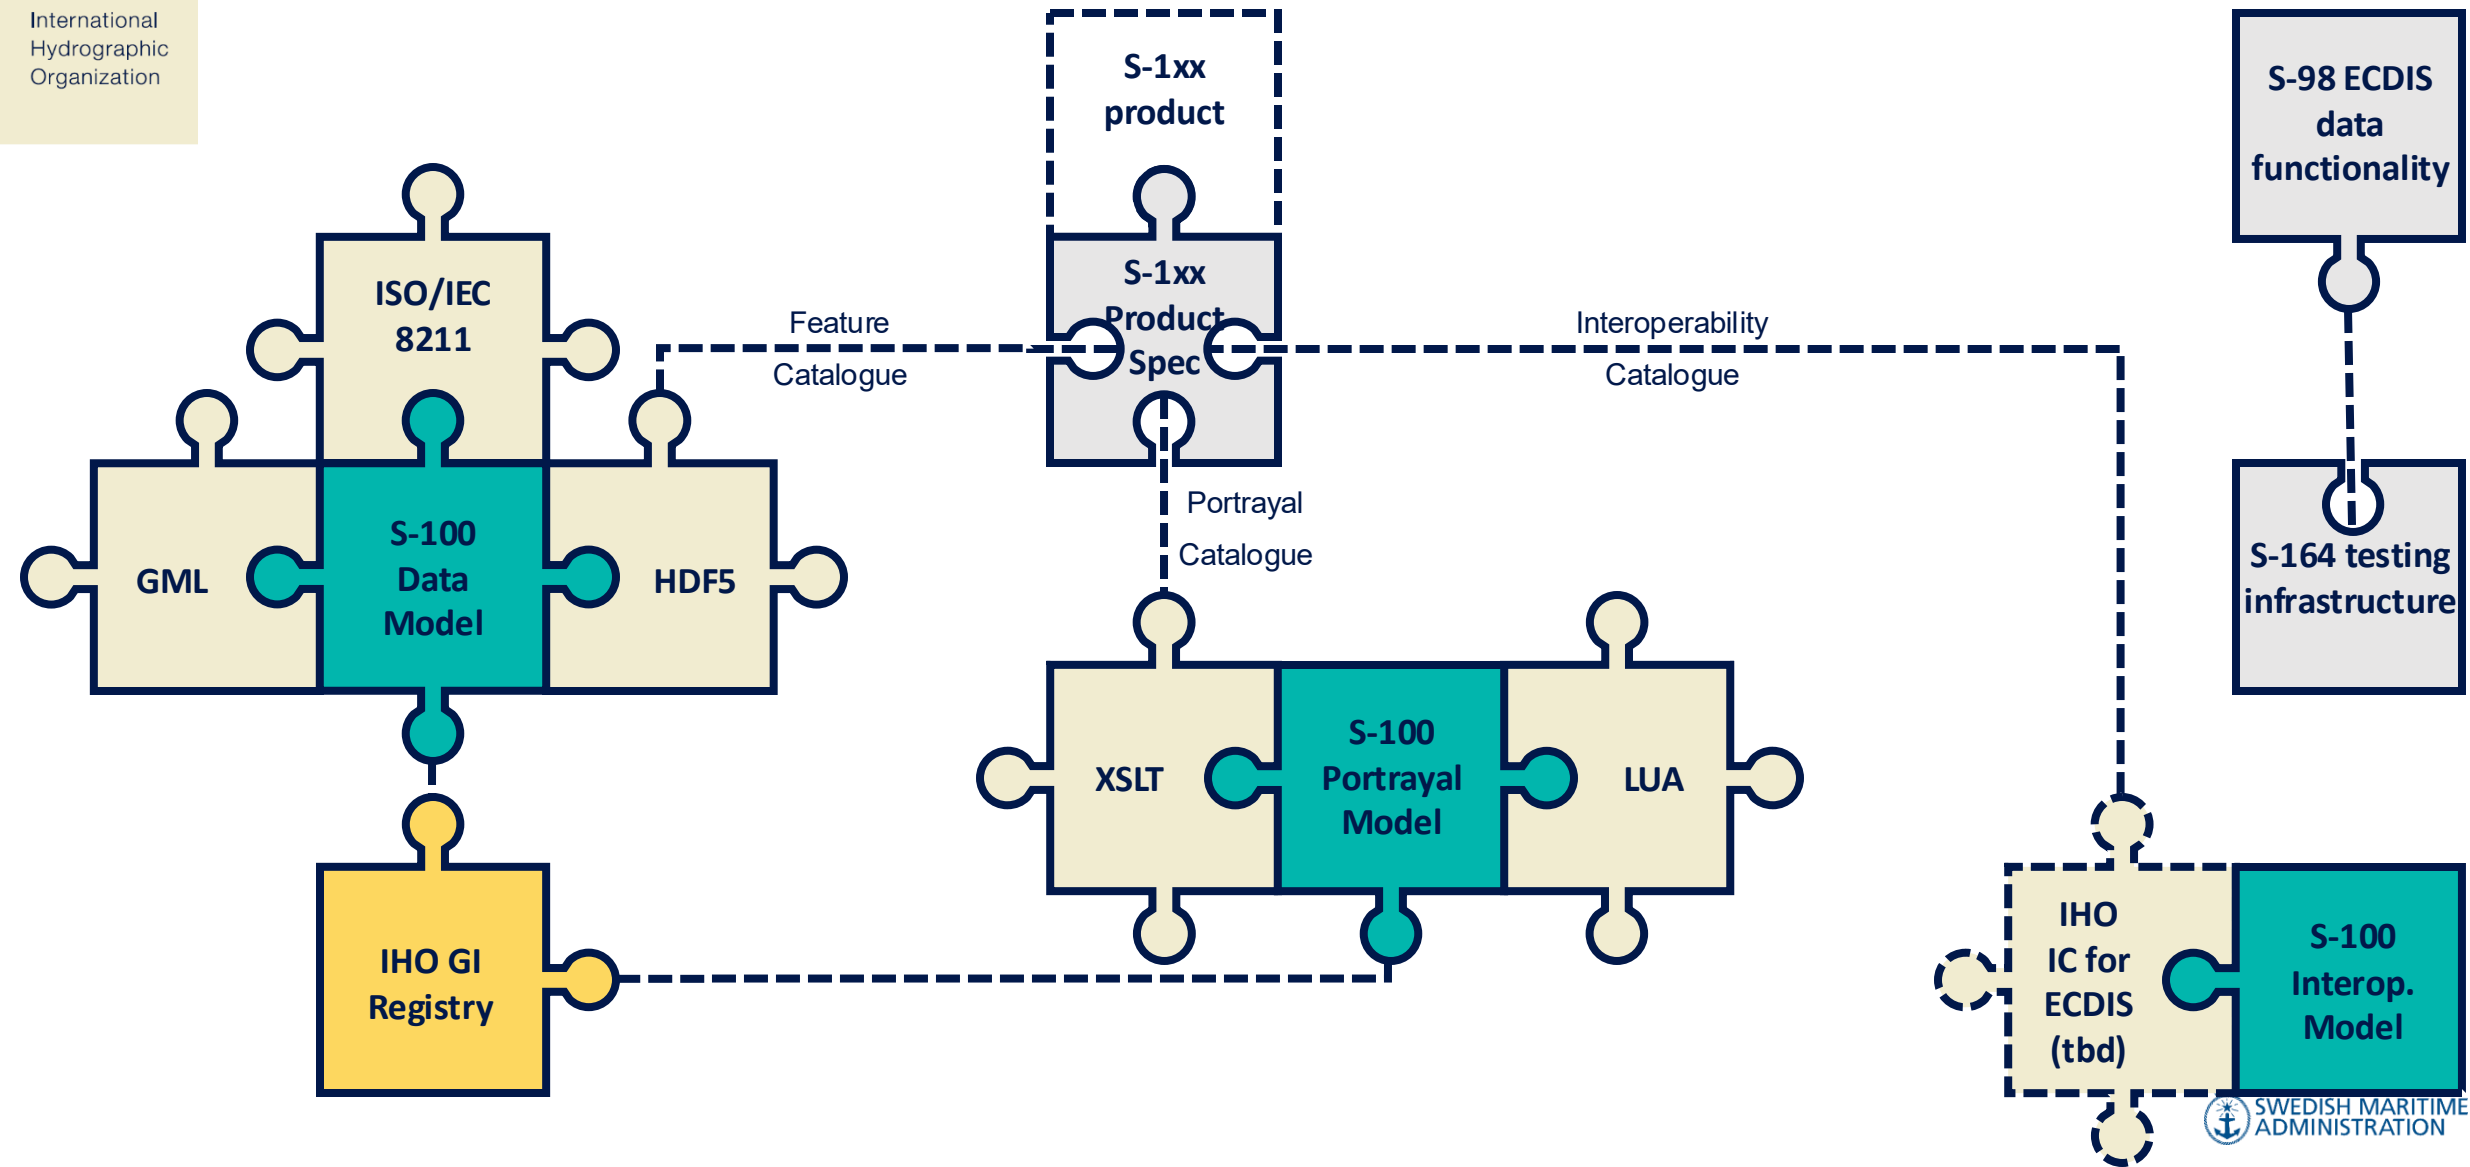 International
Hydrographic
Organization
S-1xx
product
S-98 ECDIS
data
functionality
ISO/IEC
8211
S-1xx
Product
Spec
Feature
Catalogue
Interoperability
Catalogue
Portrayal
Catalogue
GML
S-100
Data
Model
HDF5
S-164 testing
infrastructure
XSLT
S-100
Portrayal
Model
LUA
IHO GI
Registry
IHO
IC for
ECDIS
(tbd)
S-100
Interop.
Model
SWEDISH MARITIME
ADMINISTRATION